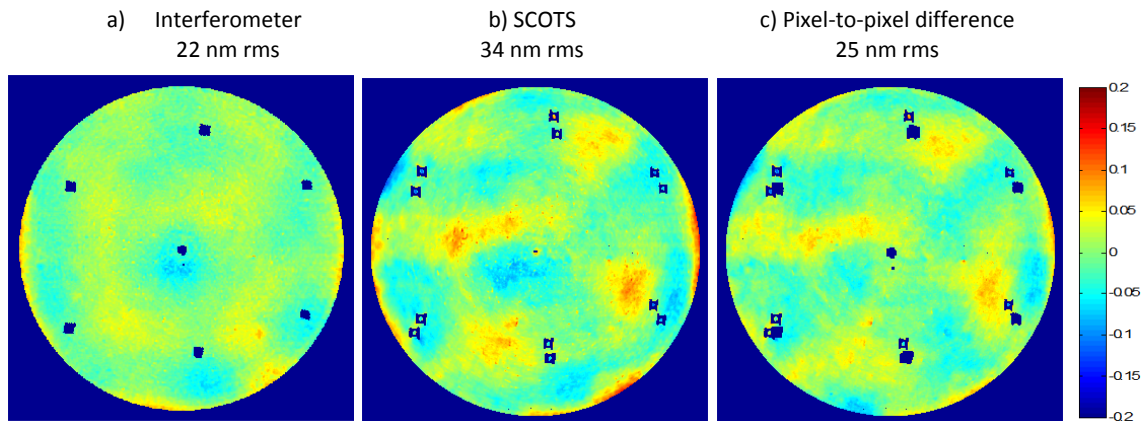 a) Interferometer
22 nm rms
b) SCOTS
34 nm rms
c) Pixel-to-pixel difference
25 nm rms
0.2
0.15
0.1
0.05
0
-0.05
-0.1
-0.15
-0.2